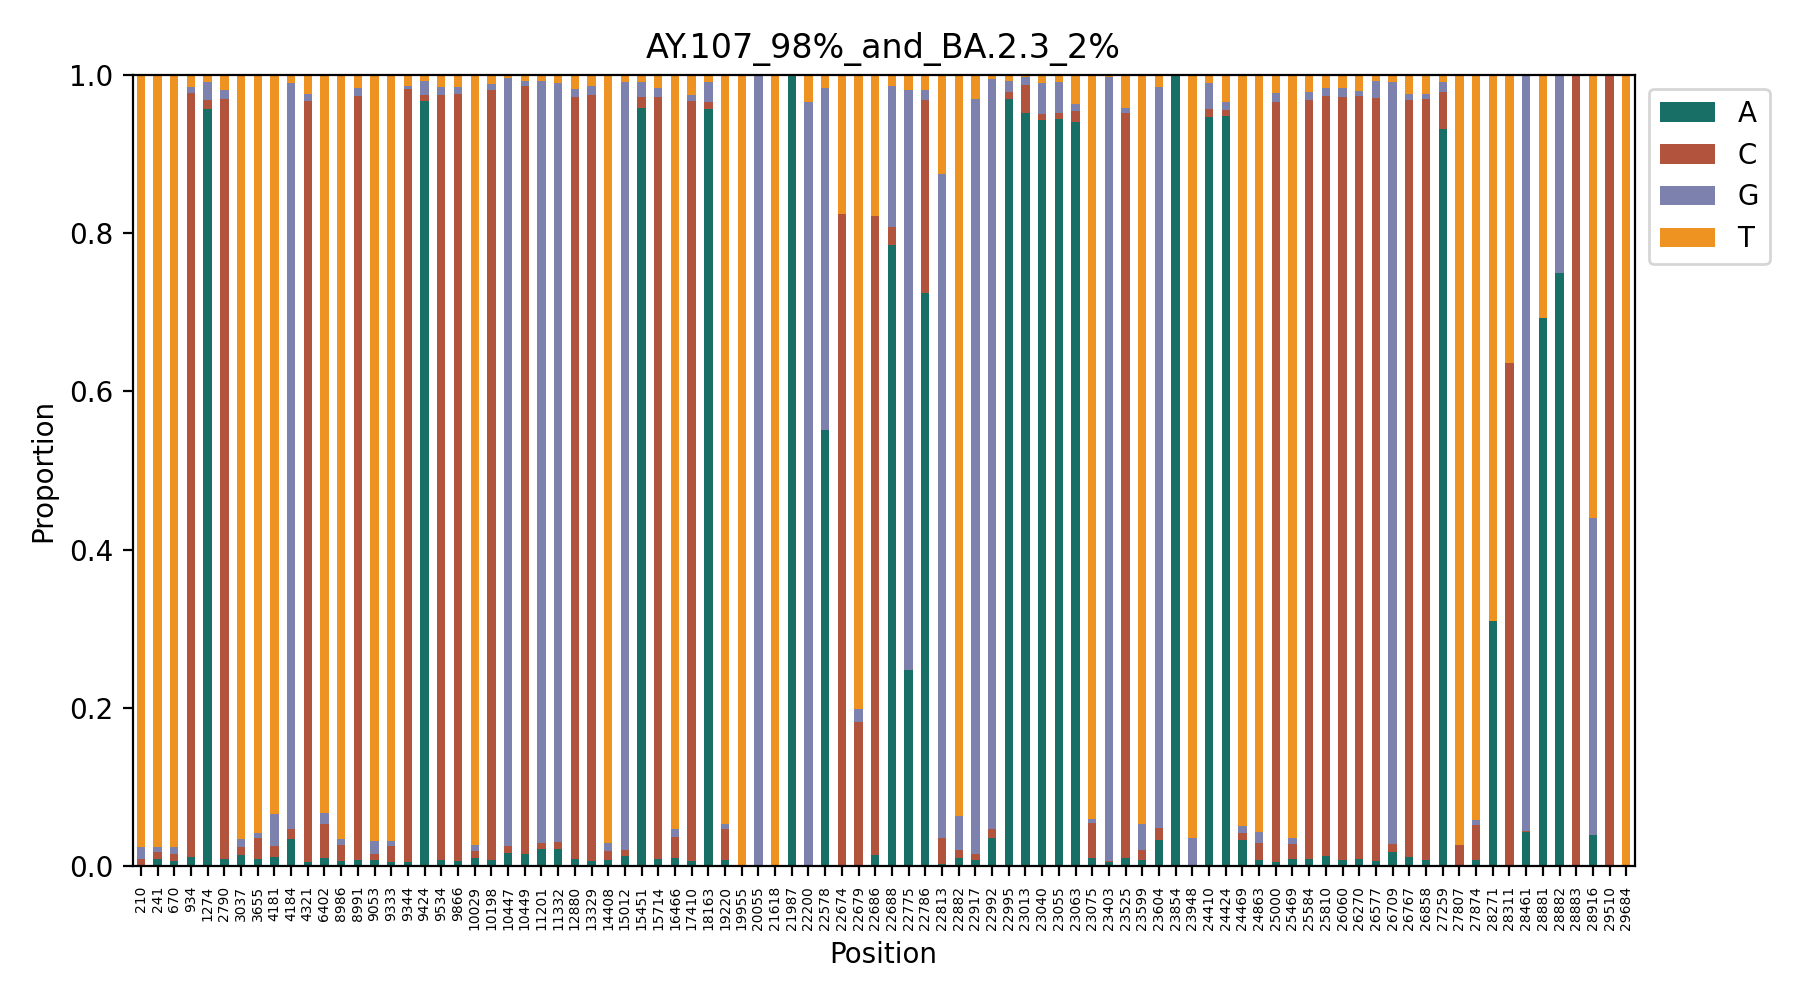 AY.107_98%_and_BA.2.3_2%
1.0
0.8
0.6
0.4
0.2
0.0
Proportion
A
C
G
T
210 241 670 934 1274 2790 3037 3655 4181 4184 4321 6402 8986 8991 9053 9333 9344 9424 9534 9866 10029 10198 10447 10449 11201 11332 12880 13329 14408 15012 15451 15714 16466 17410 18163 19220 19955 20055 21618 21987 22200 22578 22674 22679 22686 22688 22775 22786 22813 22882 22917 22992 22995 23013 23040 23055 23063 23075 23403 23525 23599 23604 23854 23948 24410 24424 24469 24863 25000 25469 25584 25810 26060 26270 26577 26709 26767 26858 27259 27807 27874 28271 28311 28461 28881 28882 28883 28916 29510 29684
Position